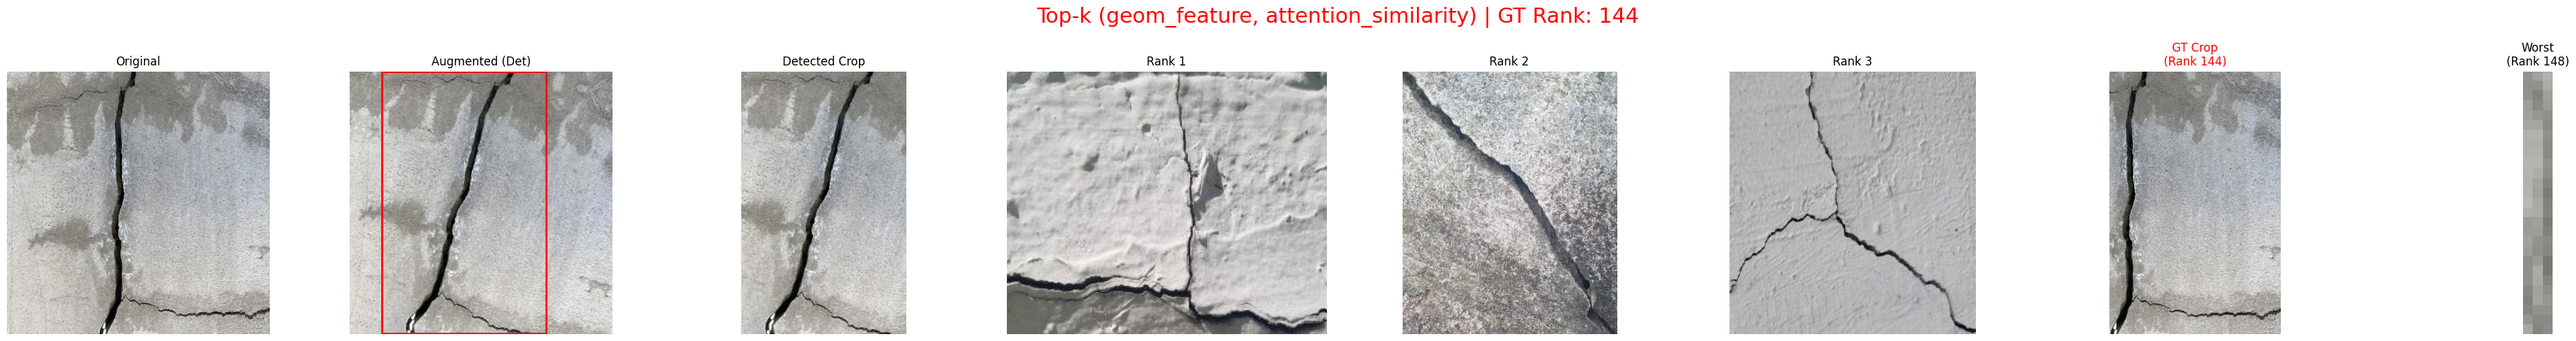 Top-k (geom_feature, attention_similarity) | GT Rank: 144
Original
Augmented (Det)
Detected Crop
Rank 1
Rank 2
Rank 3
GT Crop
(Rank 144)
Worst
(Rank 148)